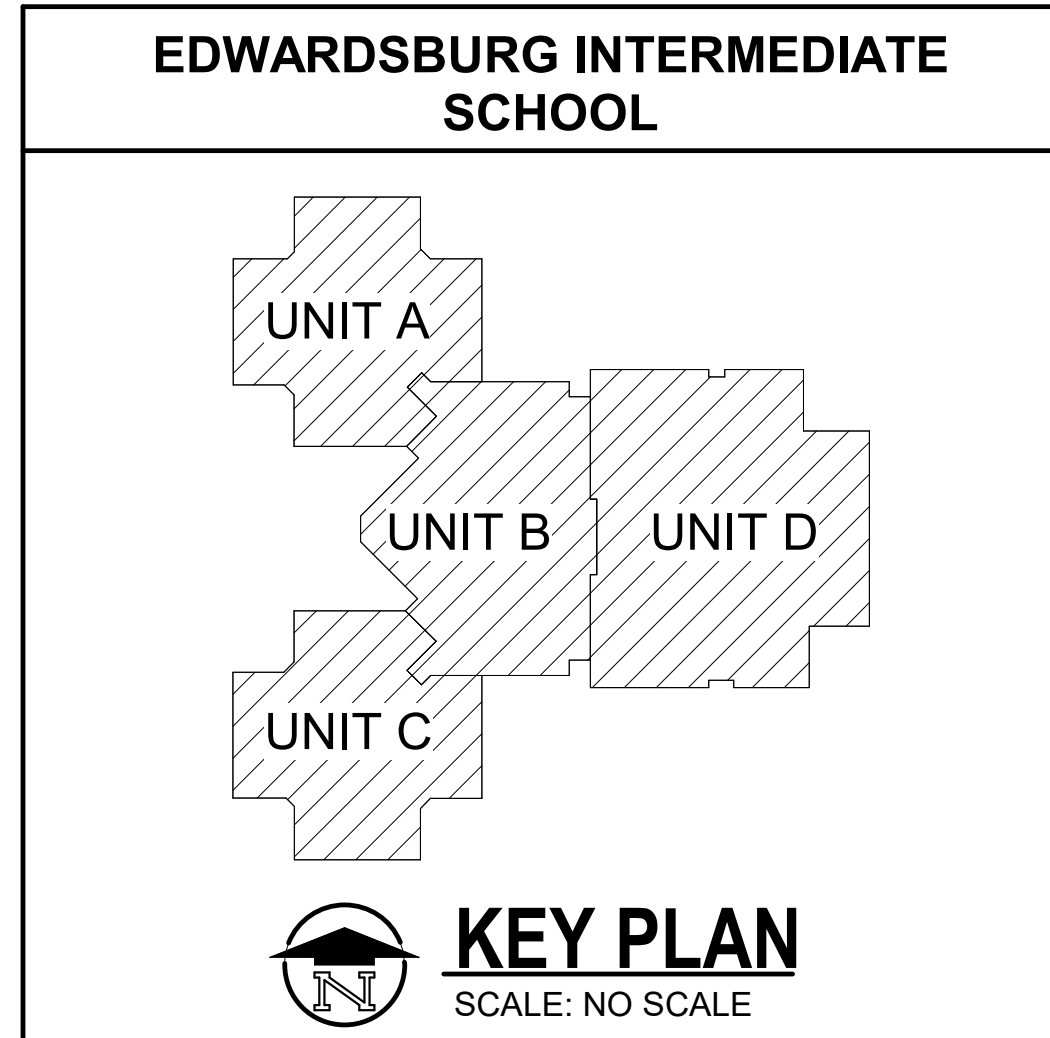 EDWARDSBURG INTERMEDIATE
SCHOOL
UNIT A
UNIT B
UNIT D
UNIT C
N
KEY PLAN
SCALE: NO SCALE